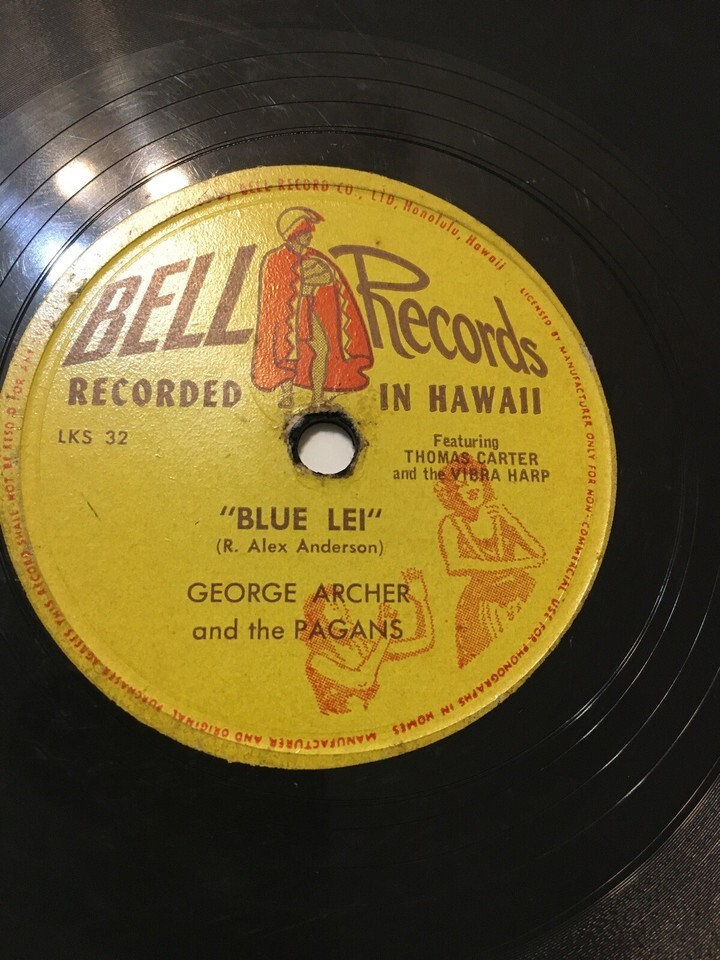 BELL RECORD CO., LTD, Honolulu, Hawaii
BELL Records
RECORDED IN HAWAII
LKS 32
Featuring
THOMAS CARTER
and the VIBRA HARP
"BLUE LEI"
(R. Alex Anderson)
GEORGE ARCHER
and the PAGANS
LICENSED BY MANUFACTURER ONLY FOR NON-COMMERCIAL USE FOR PHONOGRAPHS IN HOMES
MANUFACTURER AND ORIGINAL PURCHASER AGREES THIS RECORD SHALL NOT BE RESOLD FOR